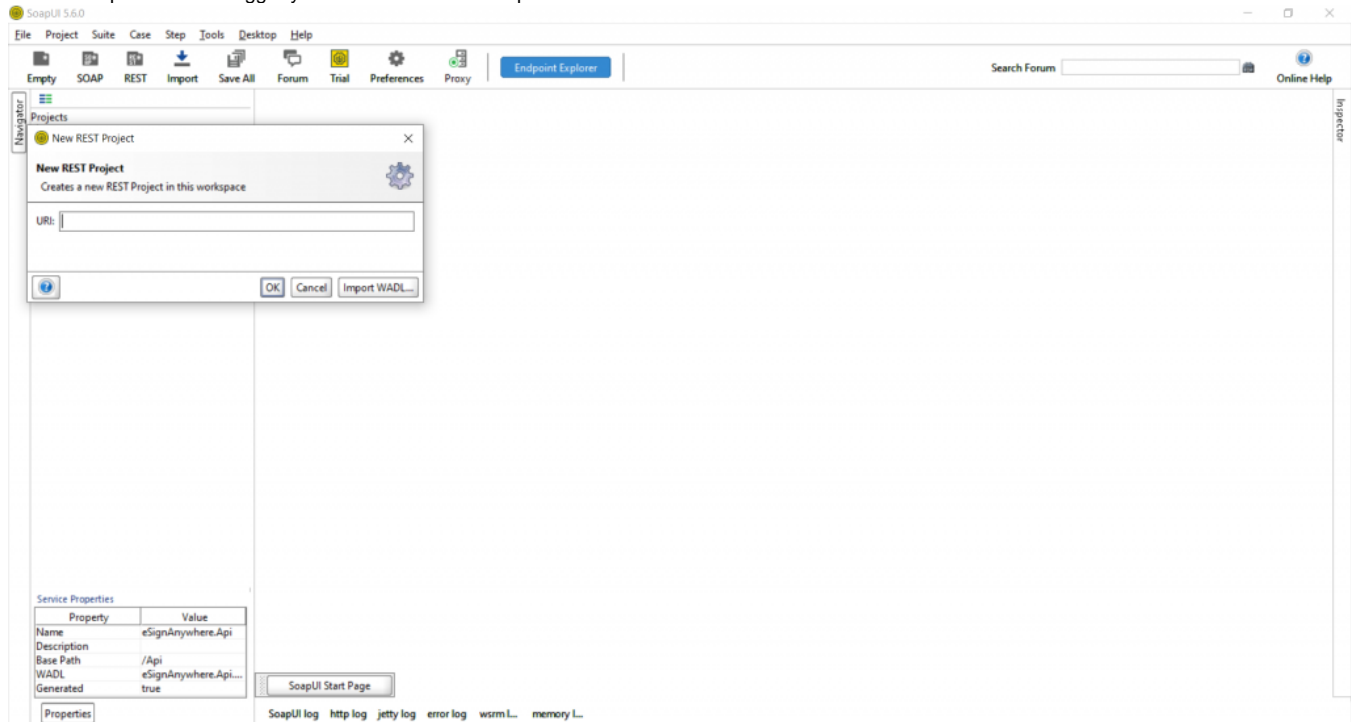 SoapUI 5.6.0
File Project Suite Case Step Tools Desktop Help
Empty SOAP REST Import Save All Forum Trial Preferences Proxy Endpoint Explorer Search Forum Online Help
Navigator
Projects
Inspector
New REST Project
New REST Project
Creates a new REST Project in this workspace
URI:
OK Cancel Import WADL...
Service Properties
Property Value
Name eSignAnywhere.Api
Description
Base Path /Api
WADL eSignAnywhere.Api....
Generated true
SoapUI Start Page
Properties SoapUI log http log jetty log error log wsrm l... memory l...